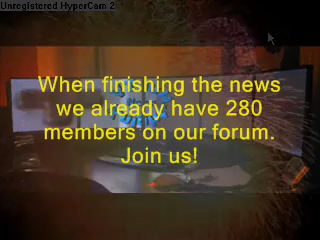 Unregistered HyperCam 2
When finishing the news
we already have 280
members on our forum.
Join us!